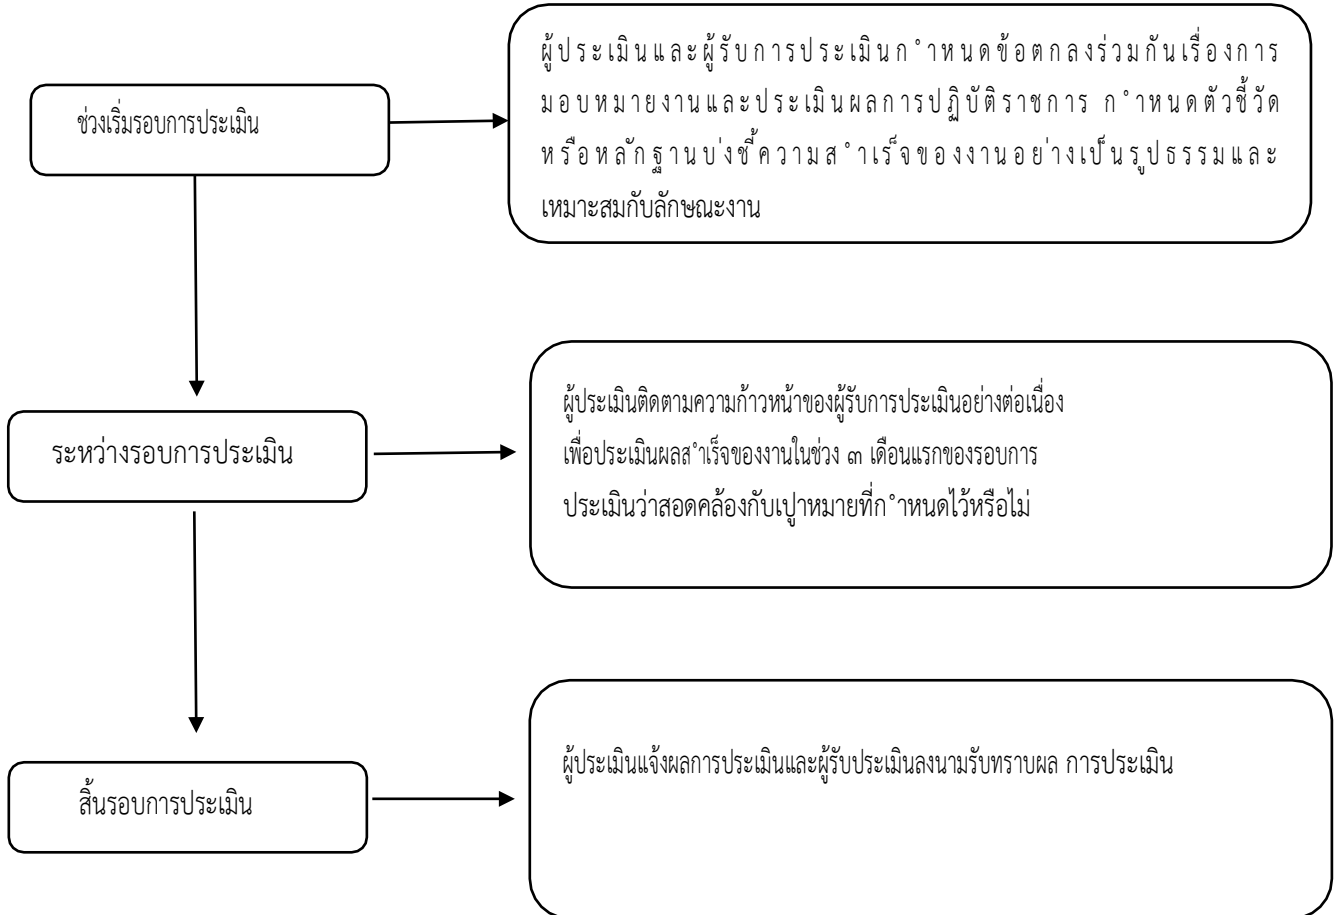 ช่วงเริ่มรอบการประเมิน
ผู้ประเมินและผู้รับการประเมินก ําหนดข้อตกลงร่วมกันเรื่องการ
มอบหมายงานและประเมินผลการปฏิบัติราชการ ก ําหนดตัวชี้วัด
หรือหลักฐานบ่งชี้ความส ําเร็จของงานอย่างเป็นรูปธรรมและ
เหมาะสมกับลักษณะงาน
ระหว่างรอบการประเมิน
ผู้ประเมินติดตามความก้าวหน้าของผู้รับการประเมินอย่างต่อเนื่อง
เพื่อประเมินผลส ําเร็จของงานในช่วง ๓ เดือนแรกของรอบการ
ประเมินว่าสอดคล้องกับเปูาหมายที่ก ําหนดไว้หรือไม่
สิ้นรอบการประเมิน
ผู้ประเมินแจ้งผลการประเมินและผู้รับประเมินลงนามรับทราบผล การประเมิน